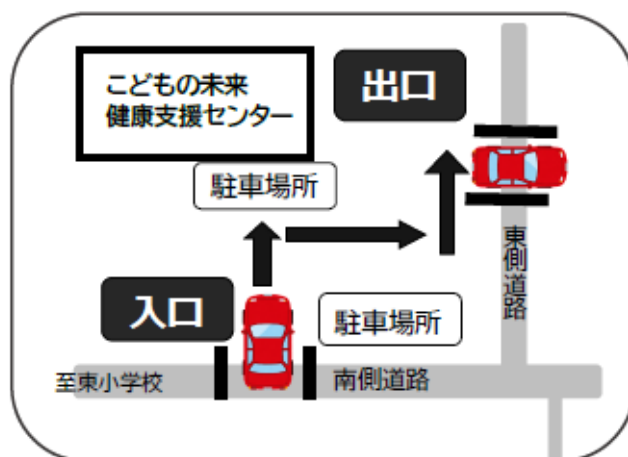 こどもの未来
健康支援センター
出口
駐車場所
入口
駐車場所
東側道路
至東小学校
南側道路